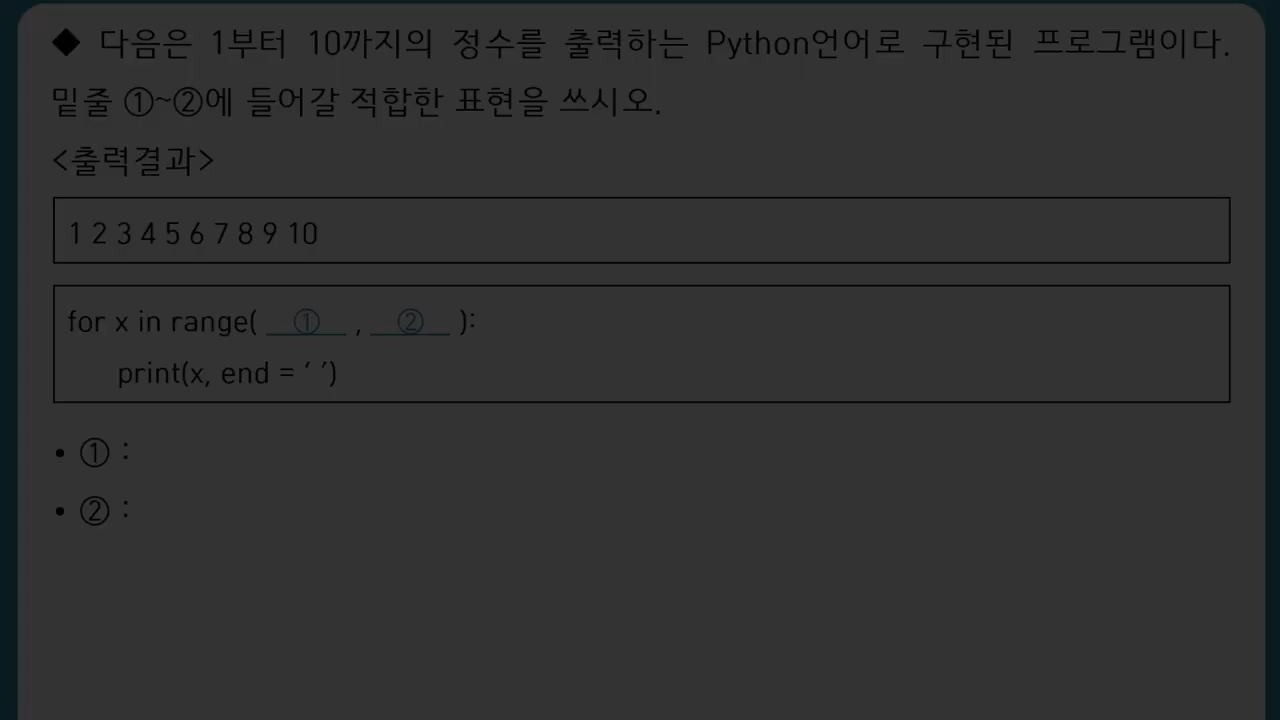 ◆ 다음은 1부터 10까지의 정수를 출력하는 Python언어로 구현된 프로그램이다.
밑줄 ①~②에 들어갈 적합한 표현을 쓰시오.
<출력결과>
1 2 3 4 5 6 7 8 9 10
for x in range( ① , ② ):
print(x, end = ′ ′)
• ① :
• ② :